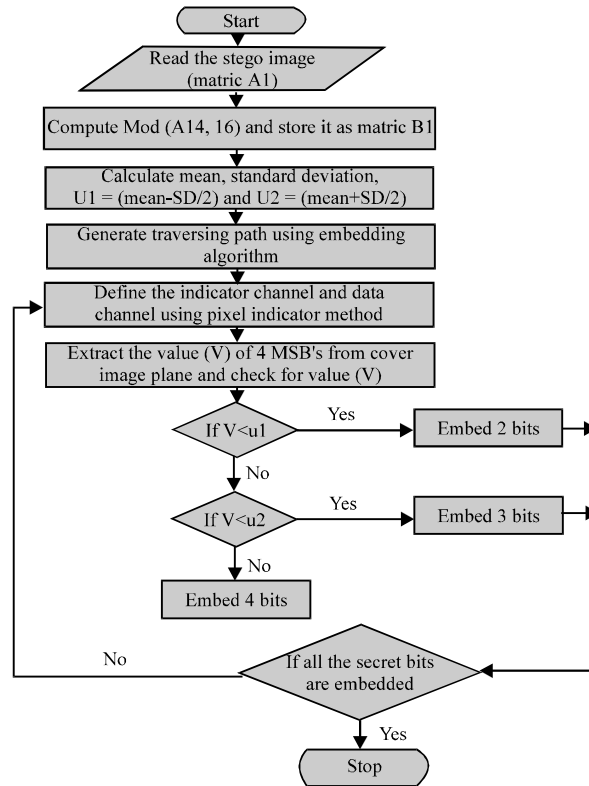 Start
Read the stego image
(matric A1)
Compute Mod (A14, 16) and store it as matric B1
Calculate mean, standard deviation,
U1 = (mean-SD/2) and U2 = (mean+SD/2)
Generate traversing path using embedding
algorithm
Define the indicator channel and data
channel using pixel indicator method
Extract the value (V) of 4 MSB's from cover
image plane and check for value (V)
If V<u1
Yes
Embed 2 bits
No
If V<u2
Yes
Embed 3 bits
No
Embed 4 bits
If all the secret bits
are embedded
No
Yes
Stop